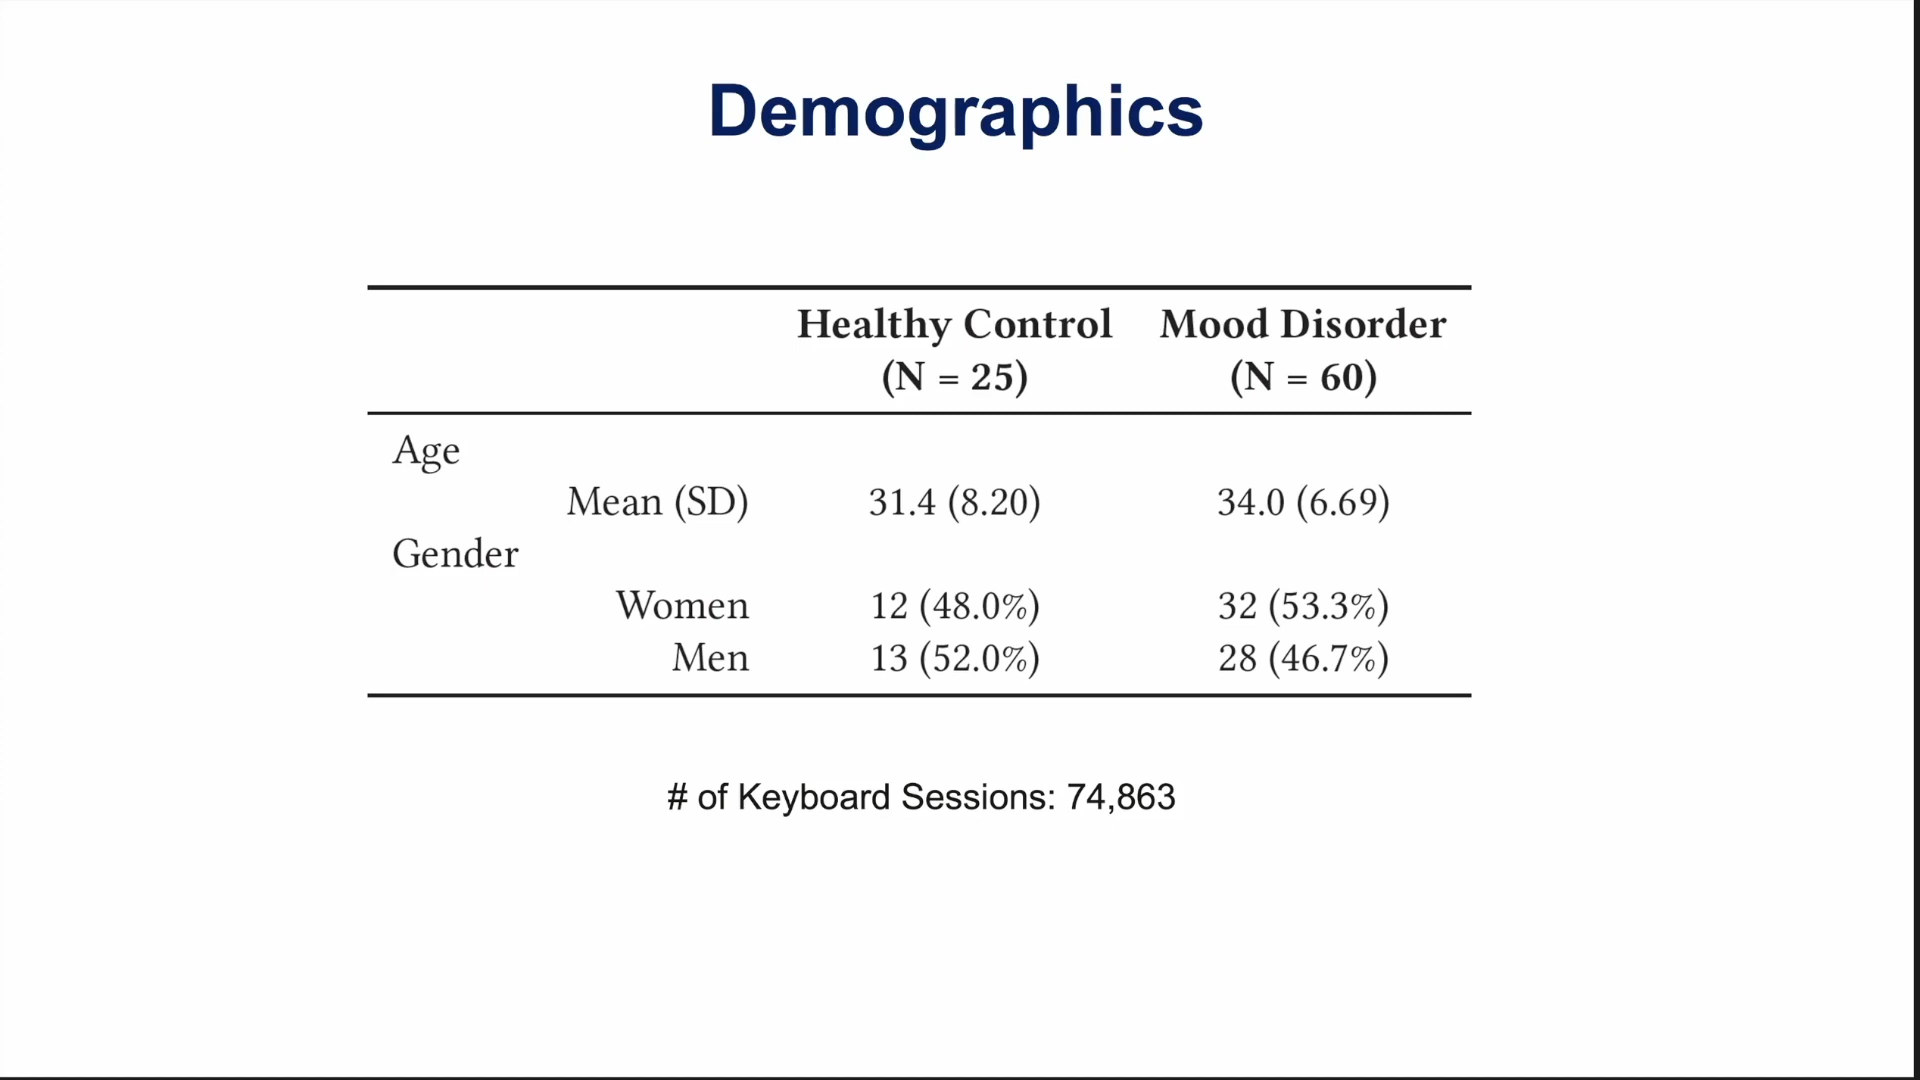 Demographics
Healthy Control Mood Disorder
(N = 25) (N = 60)
Age
Mean (SD) 31.4 (8.20) 34.0 (6.69)
Gender
Women 12 (48.0%) 32 (53.3%)
Men 13 (52.0%) 28 (46.7%)
# of Keyboard Sessions: 74,863